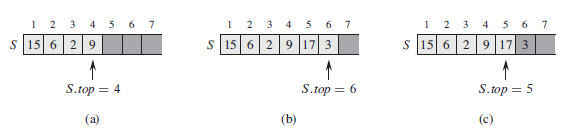 1 2 3 4 5 6 7
S 15 6 2 9
S.top = 4
(a)
1 2 3 4 5 6 7
S 15 6 2 9 17 3
S.top = 6
(b)
1 2 3 4 5 6 7
S 15 6 2 9 17 3
S.top = 5
(c)